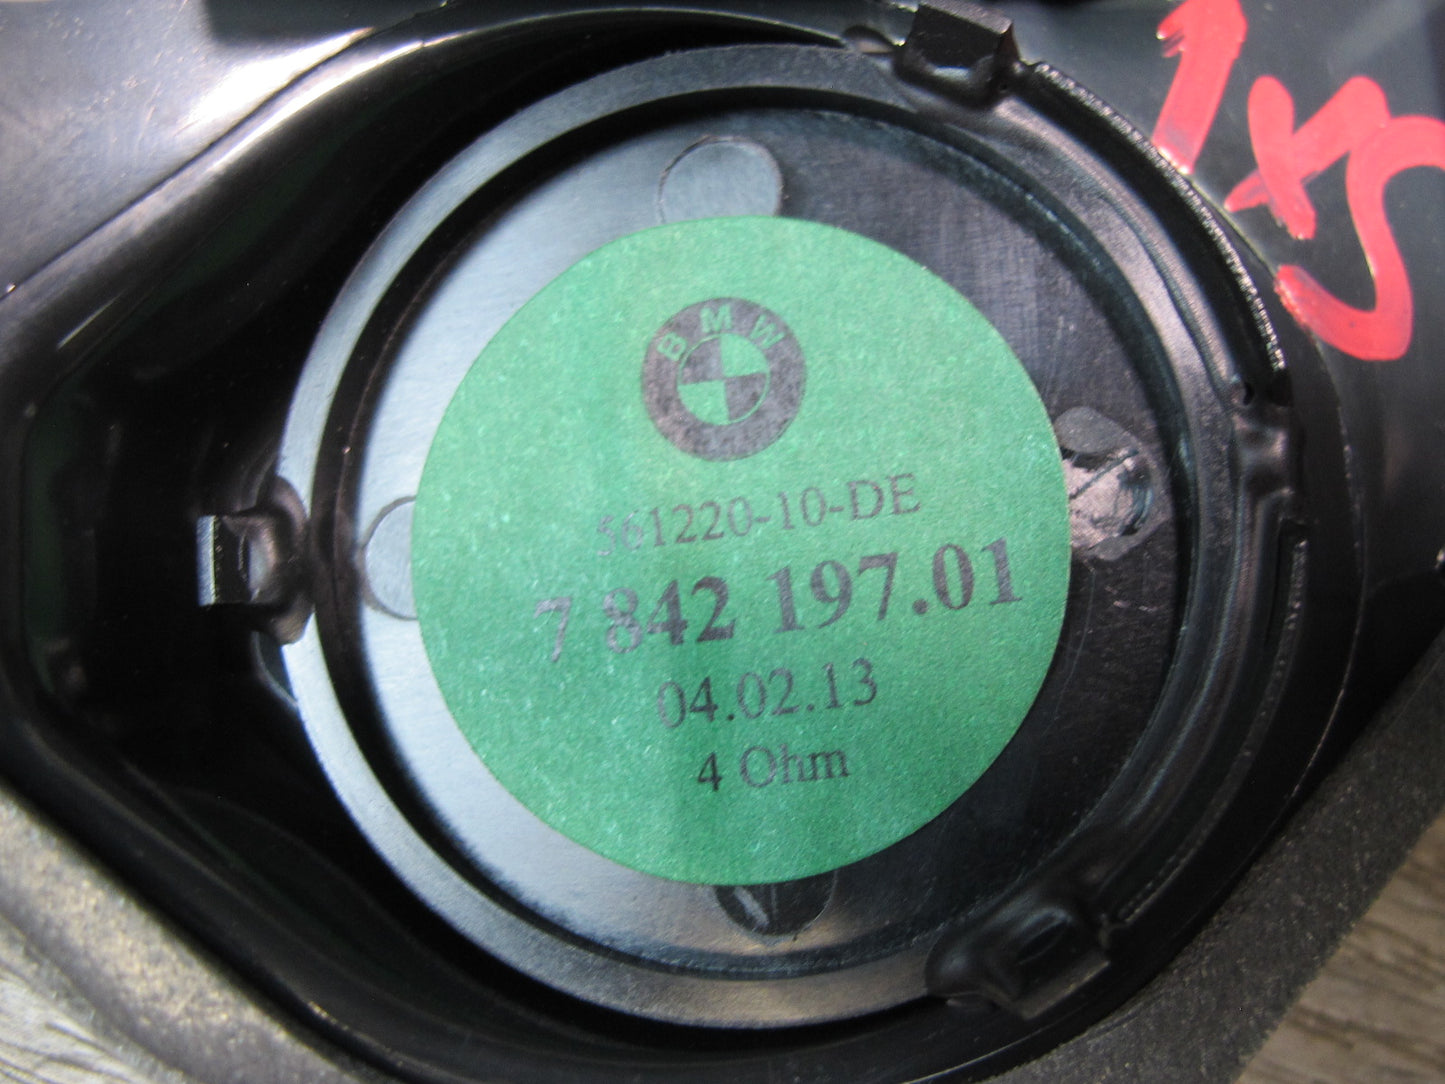 BMW
561220-10-DE
7 842 197.01
04.02.13
4 Ohm